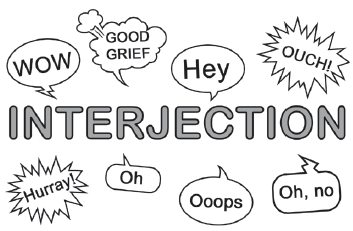 WOW
GOOD
GRIEF
Hey
OUCH!
INTERJECTION
Hurray!
Oh
Ooops
Oh, no